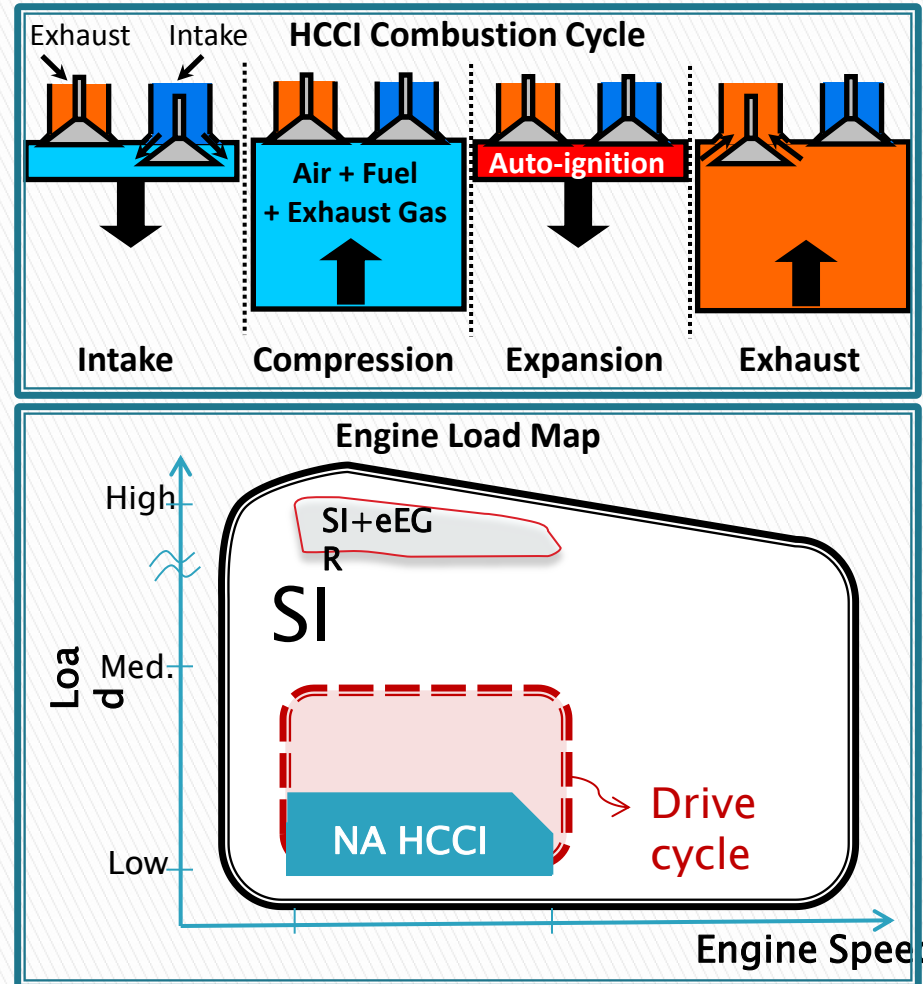 HCCI Combustion Cycle
Exhaust
Intake
Air + Fuel
+ Exhaust Gas
Auto-ignition
Intake
Compression
Expansion
Exhaust
Engine Load Map
High
SI+eEG
R
SI
Med.
Loa
d
NA HCCI
Low
Drive
cycle
Engine Spee